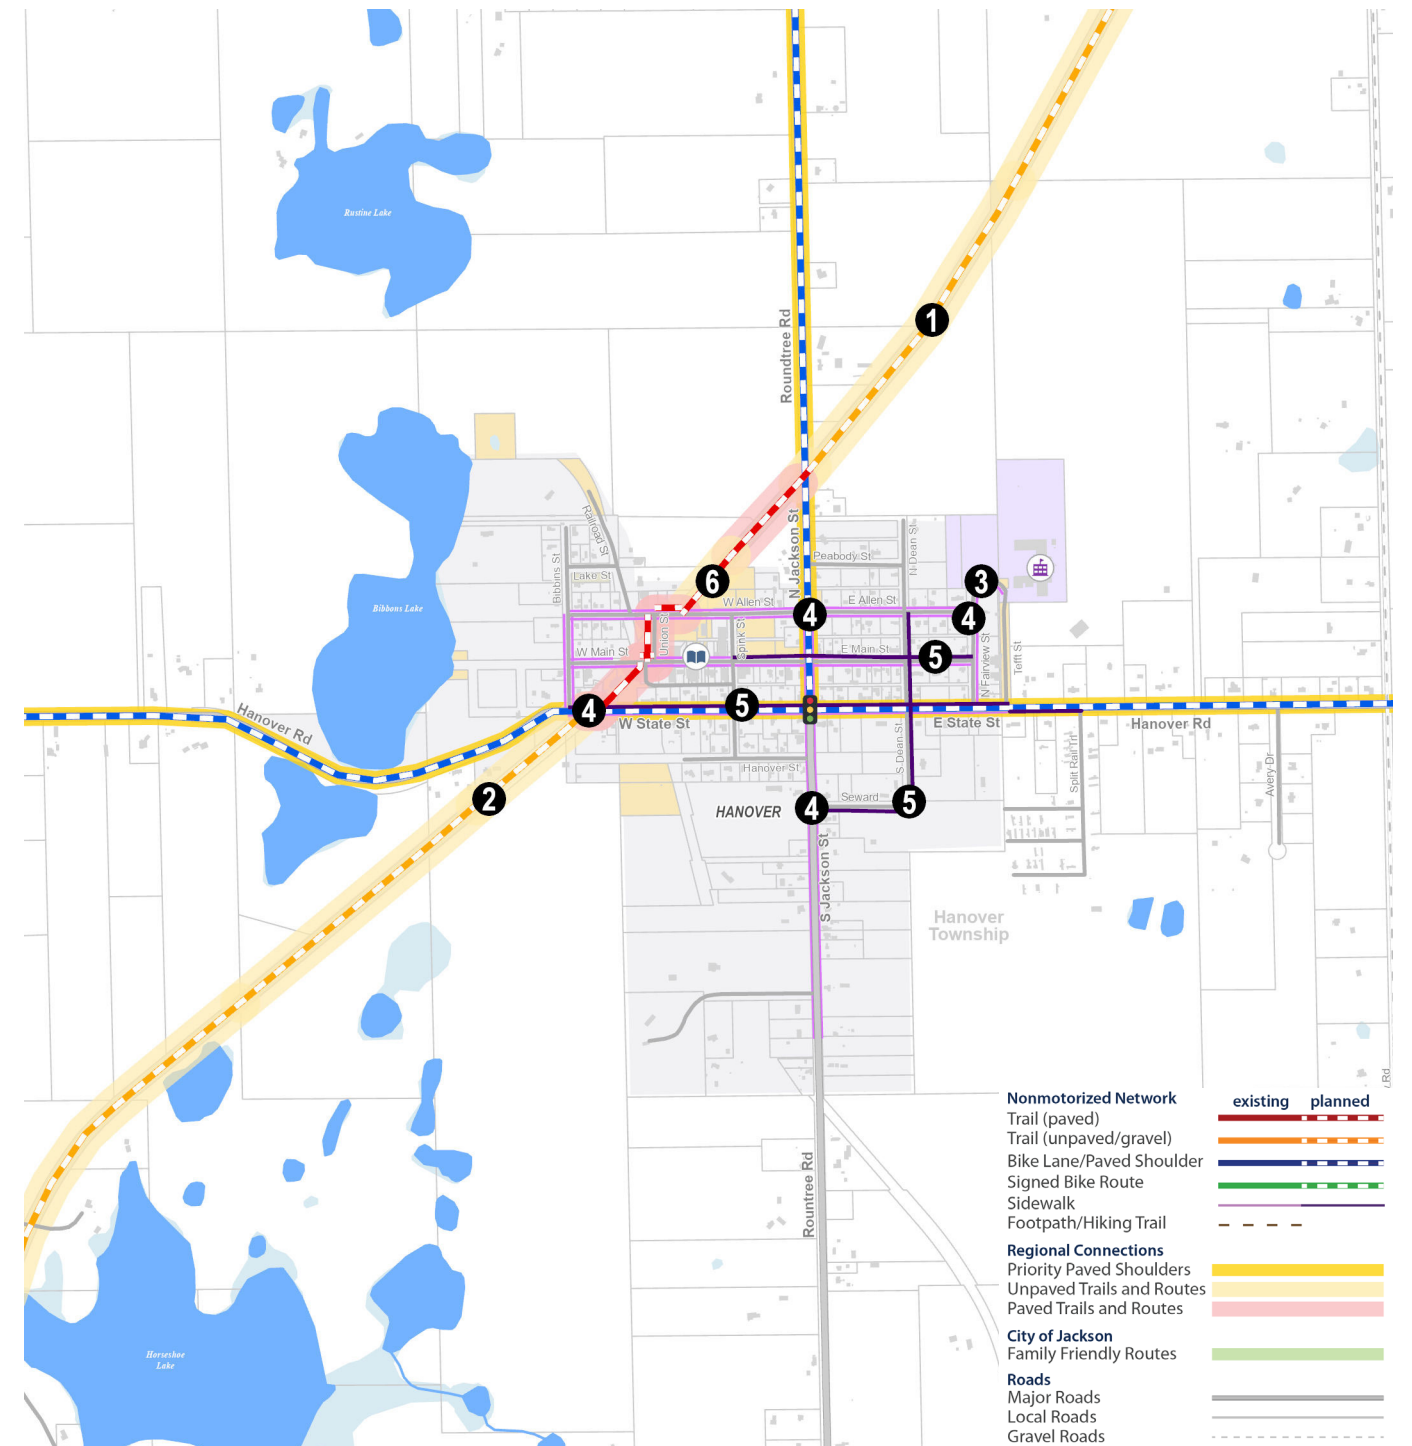 Rustine Lake
Roundtree Rd
1
Railroad St
N Jackson St
Peabody St
N Dean St
Bibbins St
Lake St
6
3
W Allen St
4
E Allen St
4
Bibbons Lake
Union St
Spink St
W Main St
E Main St
5
N Fairview St
Tefft St
Hanover Rd
4
W State St
5
E State St
Hanover Rd
S Dean St
Split Rail Trl
Avery Dr
Hanover St
2
HANOVER
4
Seward
5
S Jackson St
Hanover
Township
y Rd
Rountree Rd
Horseshoe
Lake
Nonmotorized Network existing planned
Trail (paved)
Trail (unpaved/gravel)
Bike Lane/Paved Shoulder
Signed Bike Route
Sidewalk
Footpath/Hiking Trail
Regional Connections
Priority Paved Shoulders
Unpaved Trails and Routes
Paved Trails and Routes
City of Jackson
Family Friendly Routes
Roads
Major Roads
Local Roads
Gravel Roads